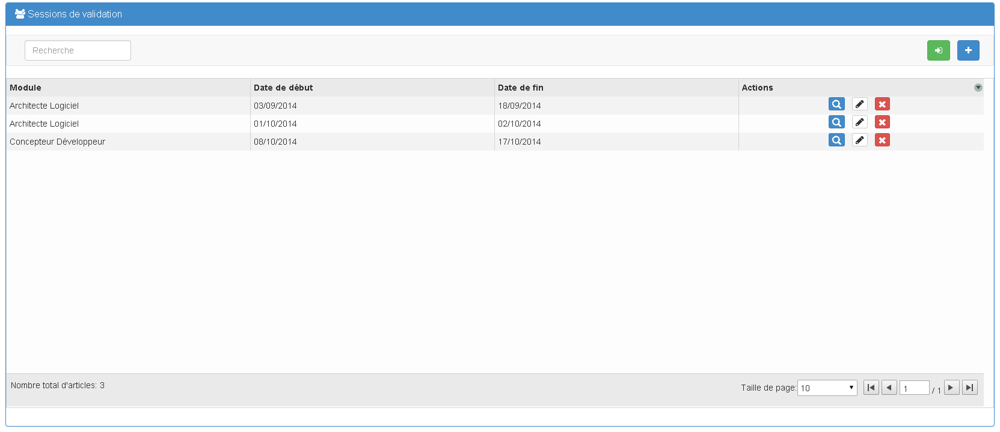 Sessions de validation
Recherche
Module Date de début Date de fin Actions
Architecte Logiciel 03/09/2014 18/09/2014
Architecte Logiciel 01/10/2014 02/10/2014
Concepteur Développeur 08/10/2014 17/10/2014
Nombre total d'articles: 3 Taille de page: 10 1 / 1